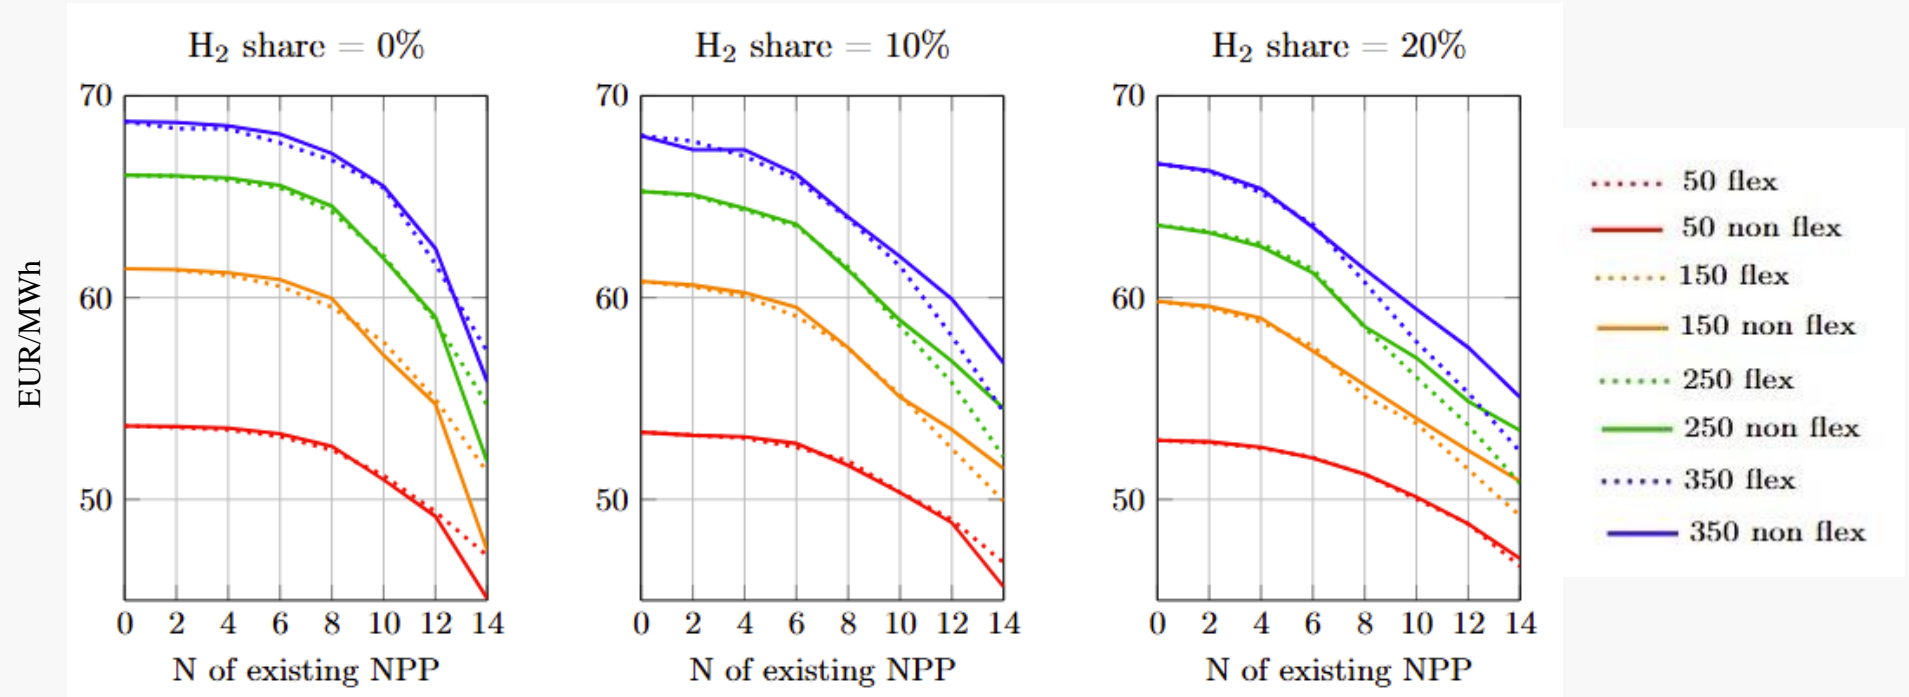 H₂ share = 0%
H₂ share = 10%
H₂ share = 20%
EUR/MWh
70
60
50
0 2 4 6 8 10 12 14
N of existing NPP
70
60
50
0 2 4 6 8 10 12 14
N of existing NPP
70
60
50
0 2 4 6 8 10 12 14
N of existing NPP
50 flex
50 non flex
150 flex
150 non flex
250 flex
250 non flex
350 flex
350 non flex